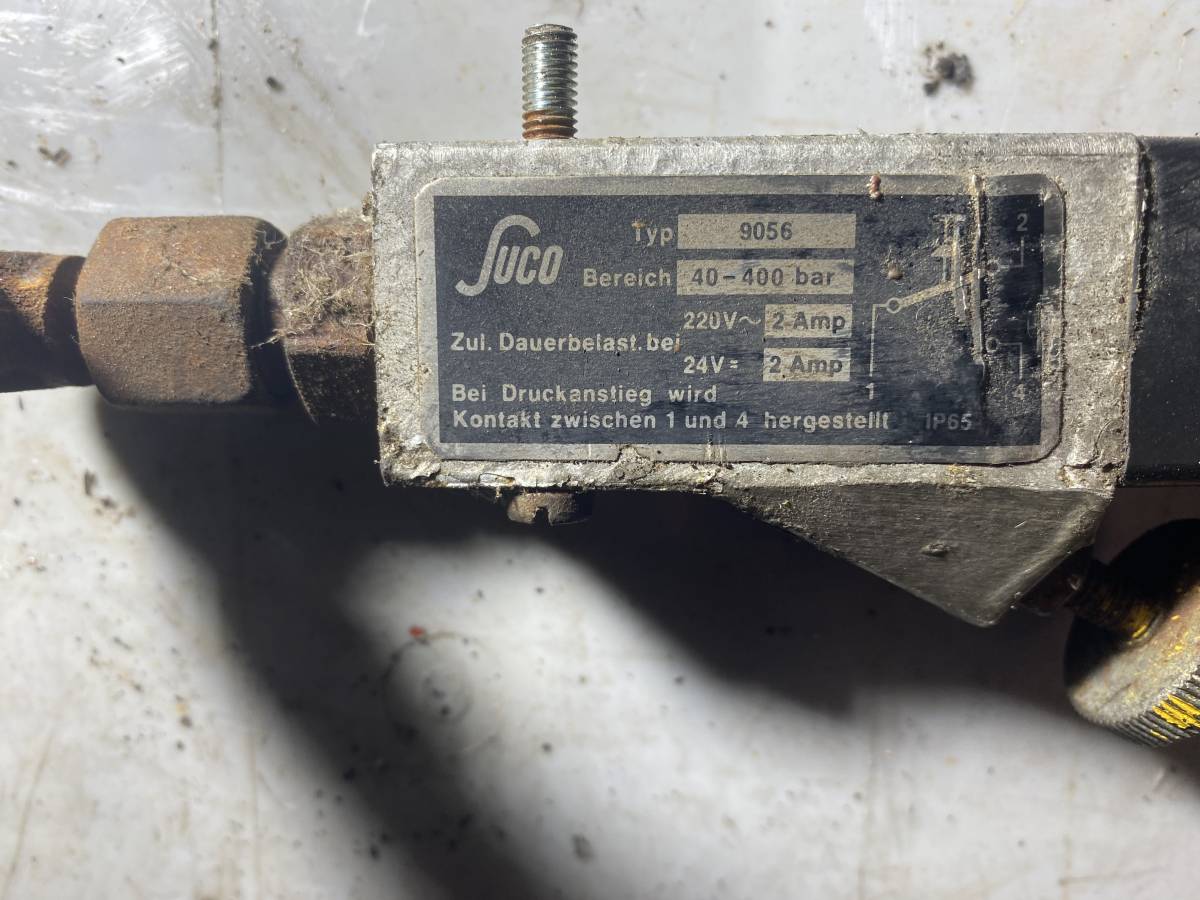 SUCO
Typ 9056
Bereich 40-400 bar
Zul. Dauerbelast. bei
220V~ 2 Amp
24V= 2 Amp
Bei Druckanstieg wird
Kontakt zwischen 1 und 4 hergestellt IP65
2
1
4